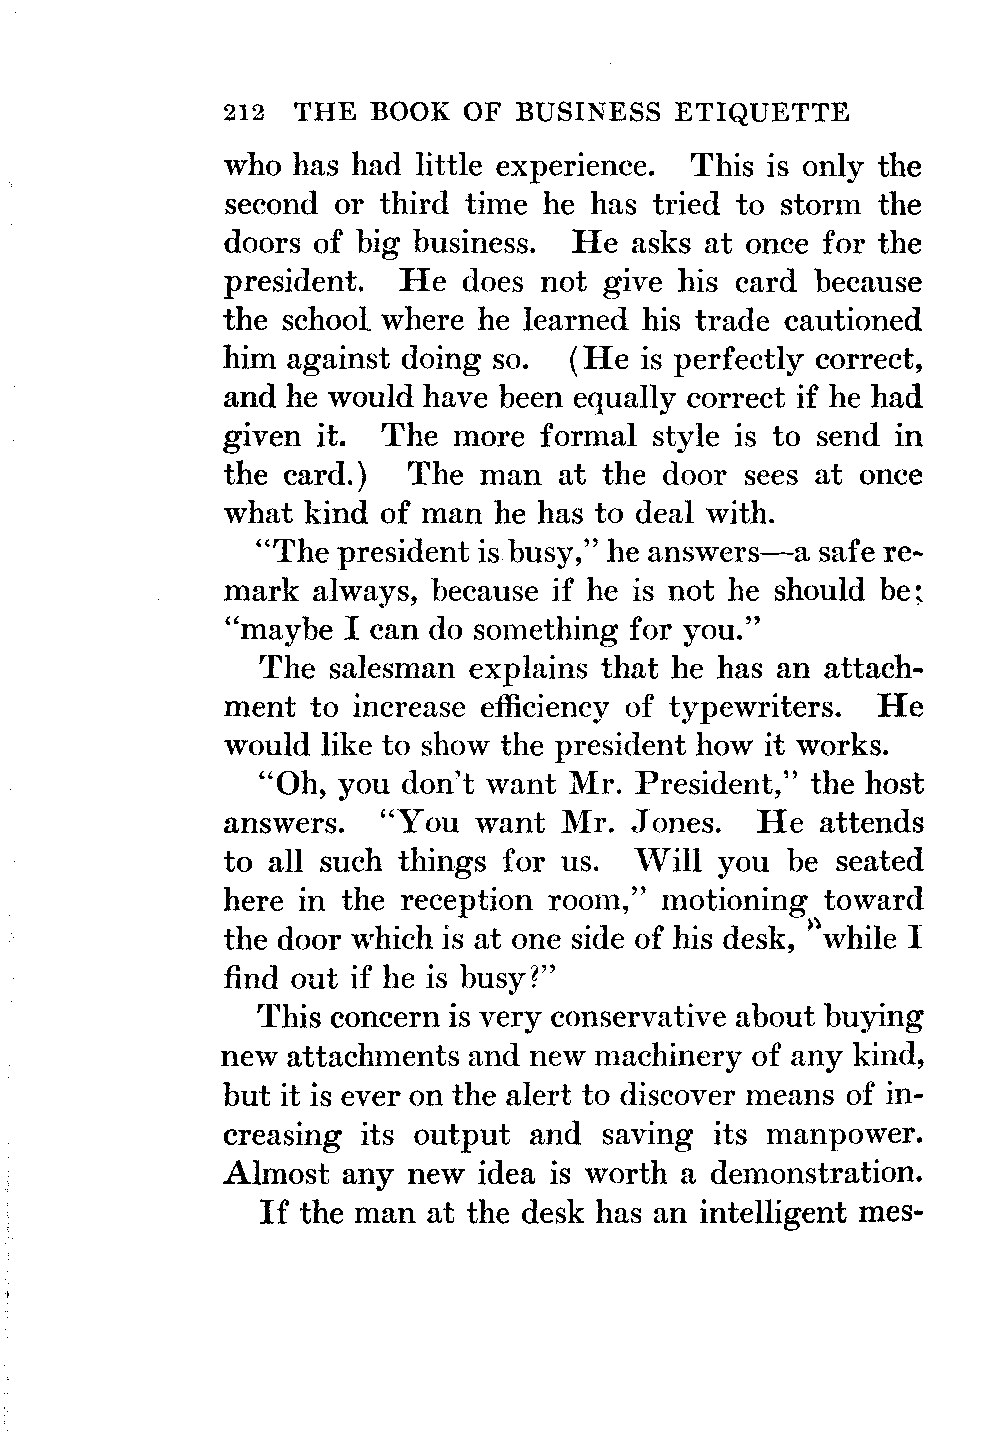 212 THE BOOK OF BUSINESS ETIQUETTE
who has had little experience. This is only the
second or third time he has tried to storm the
doors of big business. He asks at once for the
president. He does not give his card because
the school where he learned his trade cautioned
him against doing so. (He is perfectly correct,
and he would have been equally correct if he had
given it. The more formal style is to send in
the card.) The man at the door sees at once
what kind of man he has to deal with.
“The president is busy,” he answers—a safe re-
mark always, because if he is not he should be;
“maybe I can do something for you.”
The salesman explains that he has an attach-
ment to increase efficiency of typewriters. He
would like to show the president how it works.
“Oh, you don't want Mr. President,” the host
answers. “You want Mr. Jones. He attends
to all such things for us. Will you be seated
here in the reception room,” motioning toward
the door which is at one side of his desk, “while I
find out if he is busy?”
This concern is very conservative about buying
new attachments and new machinery of any kind,
but it is ever on the alert to discover means of in-
creasing its output and saving its manpower.
Almost any new idea is worth a demonstration.
If the man at the desk has an intelligent mes-